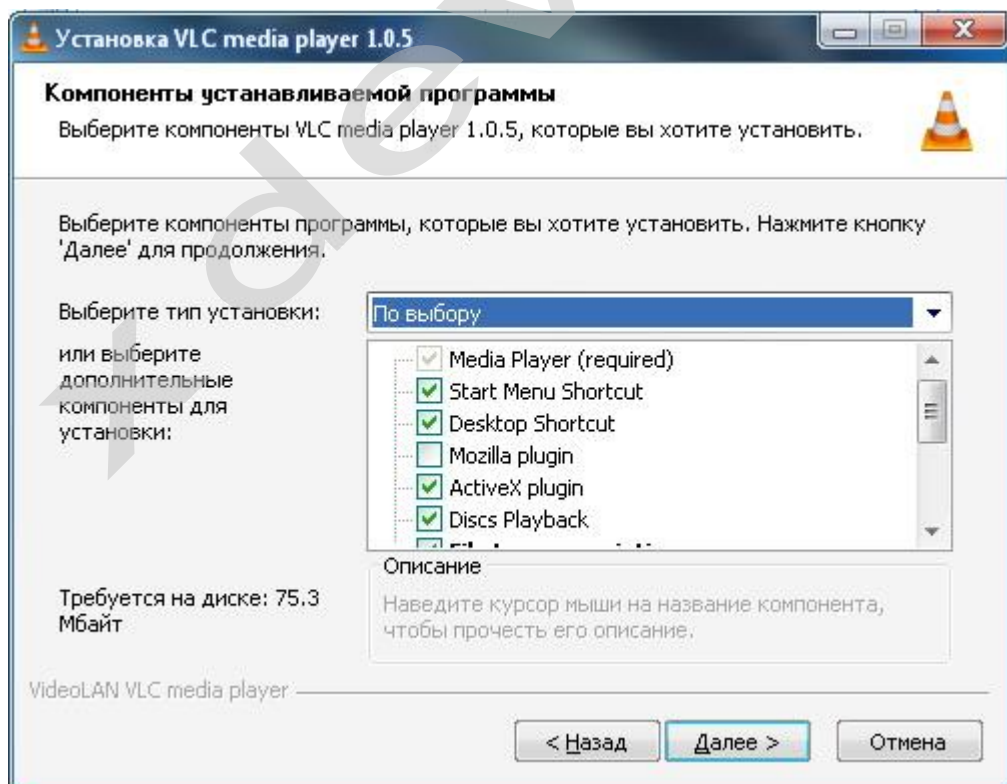 Установка VLC media player 1.0.5
Компоненты устанавливаемой программы
Выберите компоненты VLC media player 1.0.5, которые вы хотите установить.
Выберите компоненты программы, которые вы хотите установить. Нажмите кнопку
'Далее' для продолжения.
Выберите тип установки:
По выбору
или выберите
дополнительные
компоненты для
установки:
Media Player (required)
Start Menu Shortcut
Desktop Shortcut
Mozilla plugin
ActiveX plugin
Discs Playback
Требуется на диске: 75.3
Мбайт
Описание
Наведите курсор мыши на название компонента,
чтобы прочесть его описание.
VideoLAN VLC media player
< Назад
Далее >
Отмена